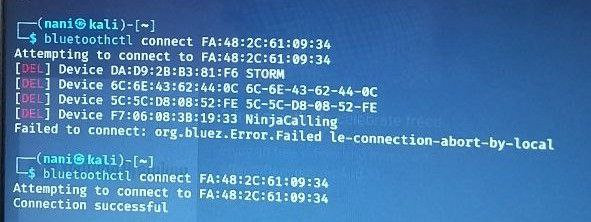 (nani㉿kali)-[~]
$ bluetoothctl connect FA:48:2C:61:09:34
Attempting to connect to FA:48:2C:61:09:34
[DEL] Device DA:D9:2B:B3:81:F6 STORM
[DEL] Device 6C:6E:43:62:44:0C 6C-6E-43-62-44-0C
[DEL] Device 5C:5C:D8:08:52:FE 5C-5C-D8-08-52-FE
[DEL] Device F7:06:08:3B:19:33 NinjaCalling
Failed to connect: org.bluez.Error.Failed le-connection-abort-by-local
(nani㉿kali)-[~]
$ bluetoothctl connect FA:48:2C:61:09:34
Attempting to connect to FA:48:2C:61:09:34
Connection successful